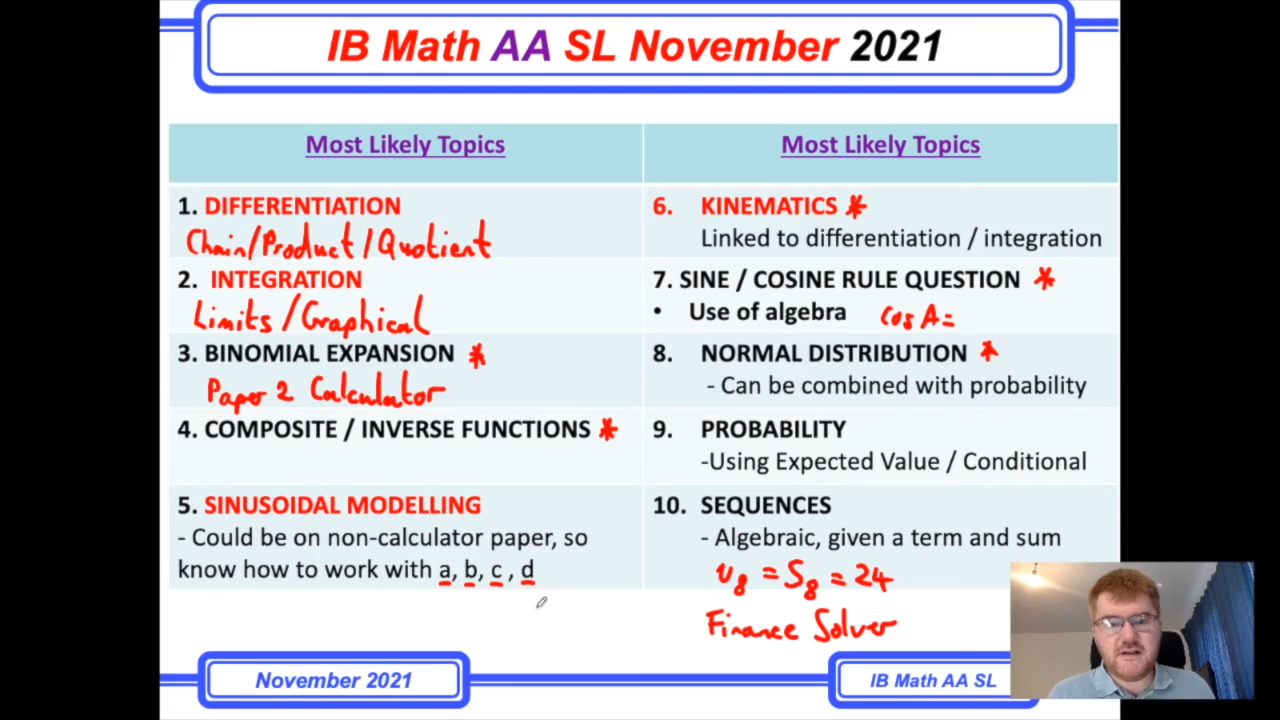 IB Math AA SL November 2021
Most Likely Topics
1. DIFFERENTIATION
Chain/Product/Quotient
2. INTEGRATION
Limits/Graphical
3. BINOMIAL EXPANSION *
Paper 2 Calculator
4. COMPOSITE / INVERSE FUNCTIONS *
5. SINUSOIDAL MODELLING
- Could be on non-calculator paper, so
know how to work with a, b, c , d
Most Likely Topics
6. KINEMATICS *
Linked to differentiation / integration
7. SINE / COSINE RULE QUESTION *
• Use of algebra cos A=
8. NORMAL DISTRIBUTION *
- Can be combined with probability
9. PROBABILITY
-Using Expected Value / Conditional
10. SEQUENCES
- Algebraic, given a term and sum
u8 = S8 = 24
Finance Solver
November 2021
IB Math AA SL